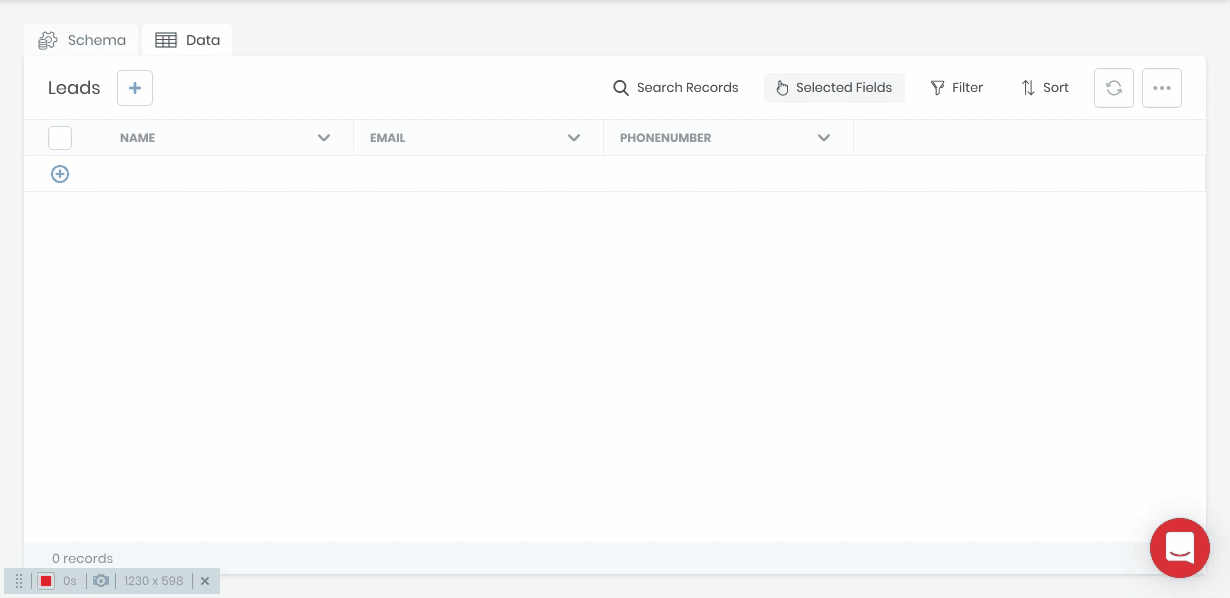 Schema Data
Leads + Search Records Selected Fields Filter Sort
NAME EMAIL PHONENUMBER
0 records
0s 1230 x 598